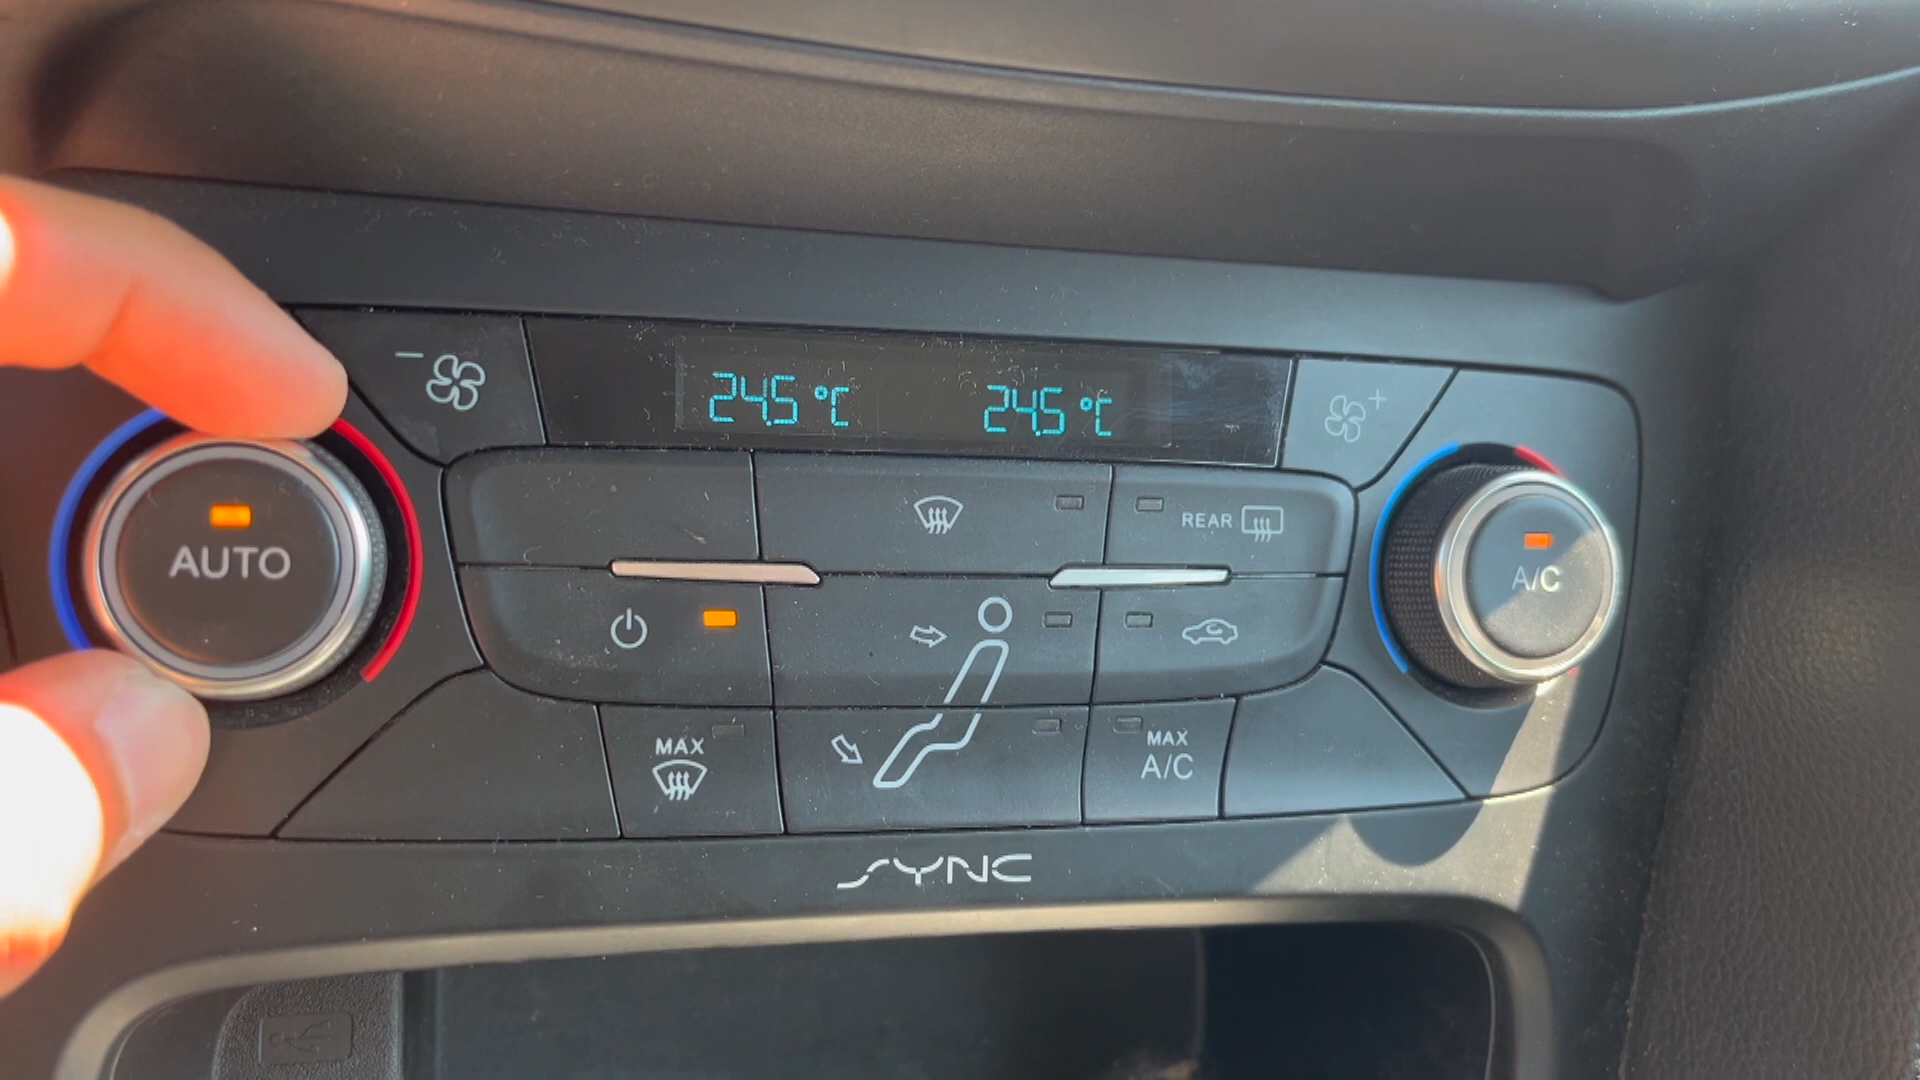 24.5 °C 24.5 °C
REAR
AUTO
A/C
MAX
MAX
A/C
SYNC